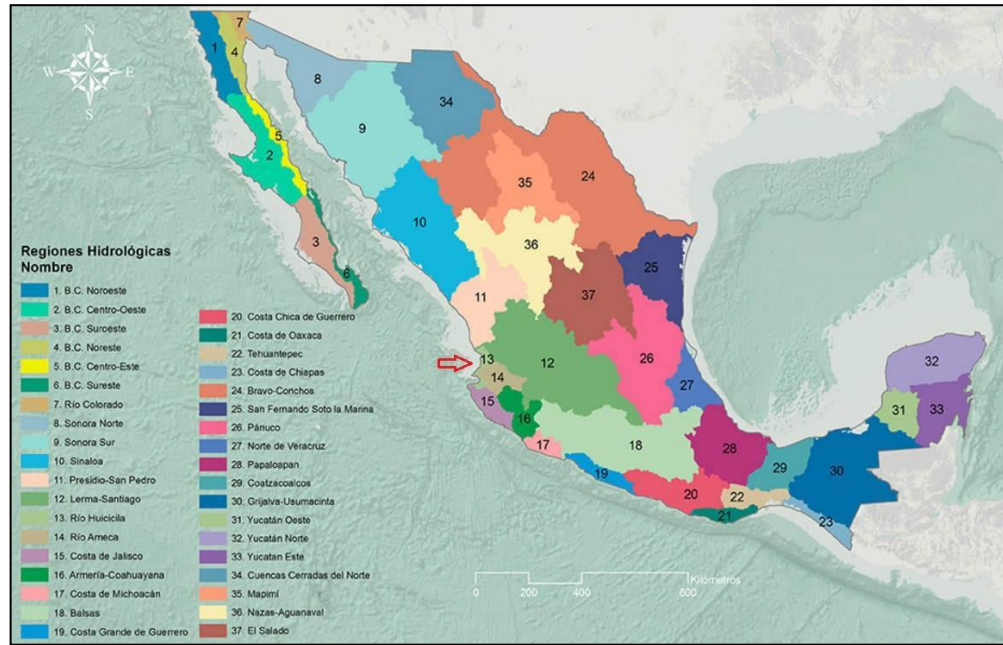 N
W E
S
1
4
7
8
9
34
2
5
3
6
10
35
24
36
25
11
37
13
12
26
14
27
15
16
17
18
28
19
20
22
29
21
30
23
31
32
33
Regiones Hidrológicas
Nombre
1. B.C. Noroeste
2. B.C. Centro-Oeste
3. B.C. Suroeste
4. B.C. Noreste
5. B.C. Centro-Este
6. B.C. Sureste
7. Río Colorado
8. Sonora Norte
9. Sonora Sur
10. Sinaloa
11. Presidio-San Pedro
12. Lerma-Santiago
13. Río Huicicila
14. Río Ameca
15. Costa de Jalisco
16. Armería-Coahuayana
17. Costa de Michoacán
18. Balsas
19. Costa Grande de Guerrero
20. Costa Chica de Guerrero
21. Costa de Oaxaca
22. Tehuantepec
23. Costa de Chiapas
24. Bravo-Conchos
25. San Fernando Soto la Marina
26. Pánuco
27. Norte de Veracruz
28. Papaloapan
29. Coatzacoalcos
30. Grijalva-Usumacinta
31. Yucatán Oeste
32. Yucatán Norte
33. Yucatan Este
34. Cuencas Cerradas del Norte
35. Mapimí
36. Nazas-Aguanaval
37. El Salado
Kilómetros
0 200 400 600